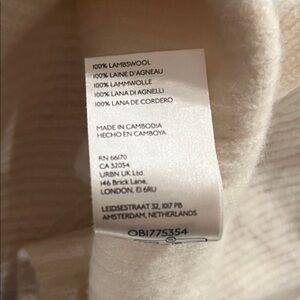 100% LAMBSWOOL
100% LAINE D'AGNEAU
100% LAMMWOLLE
100% LANA DI AGNELLI
100% LANA DE CORDERO
MADE IN CAMBODIA
HECHO EN CAMBOYA
RN 66170
CA 32054
URBN UK Ltd
146 Brick Lane,
LONDON, E1 6RU
LEIDSESTRAAT 32, 1017 PB
AMSTERDAM, NETHERLANDS
OB1775354